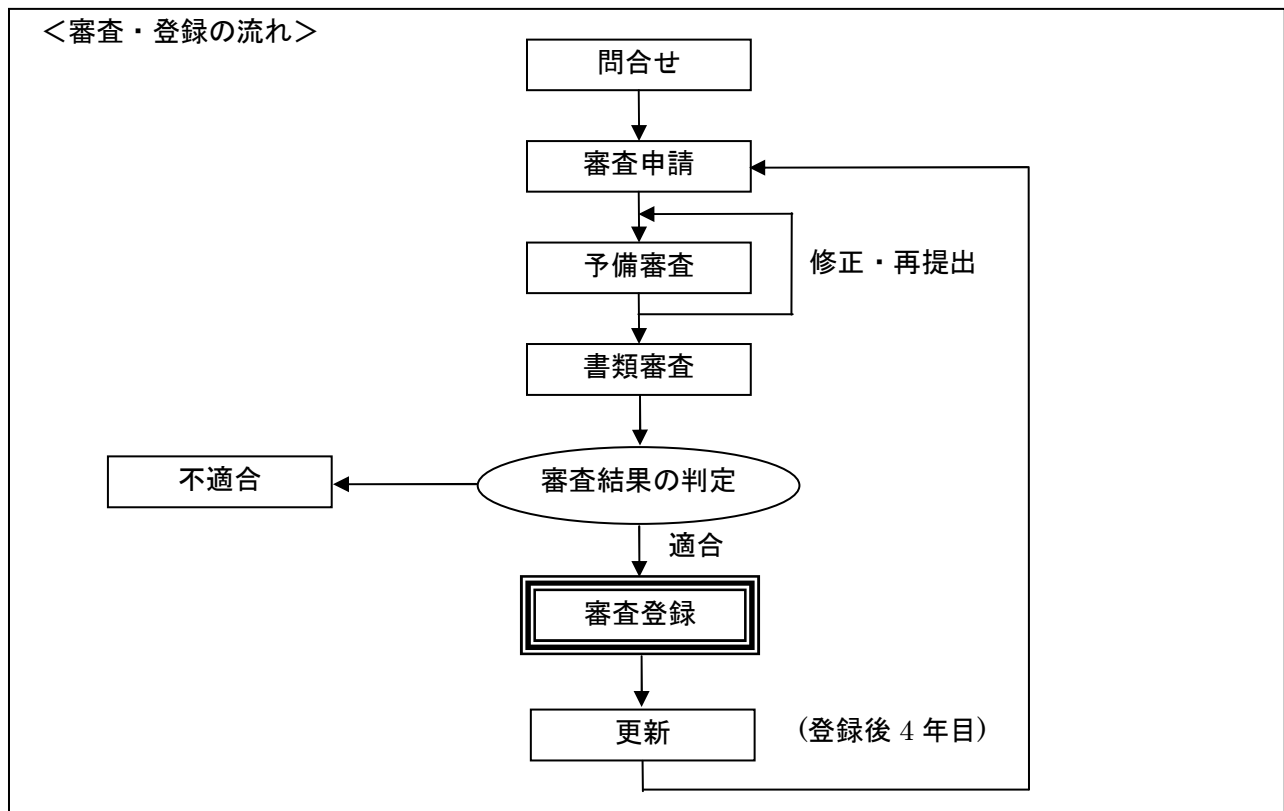 ＜審査・登録の流れ＞
問合せ
審査申請
予備審査
修正・再提出
書類審査
不適合
審査結果の判定
適合
審査登録
更新
(登録後 4 年目)